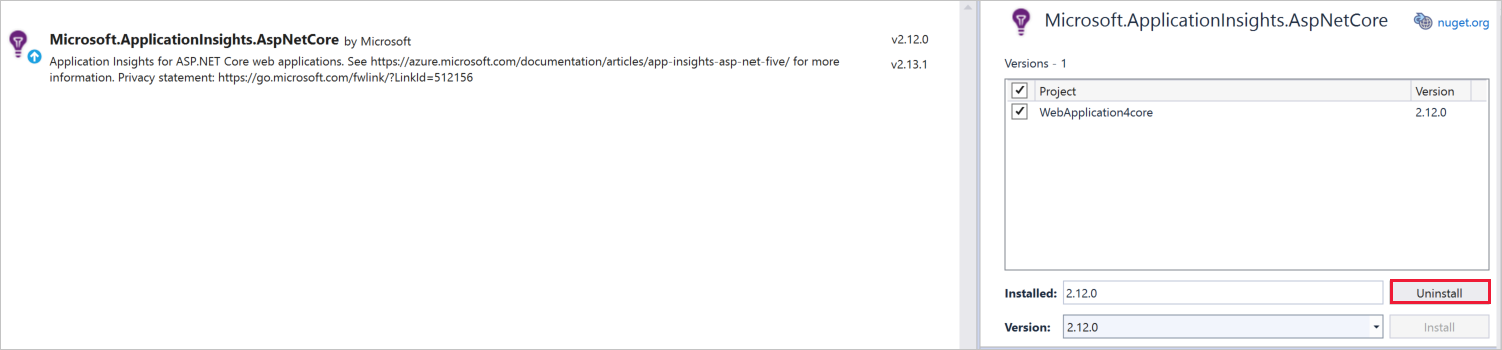 Microsoft.ApplicationInsights.AspNetCore by Microsoft v2.12.0
Application Insights for ASP.NET Core web applications. See https://azure.microsoft.com/documentation/articles/app-insights-asp-net-five/ for more v2.13.1
information. Privacy statement: https://go.microsoft.com/fwlink/?LinkId=512156
Microsoft.ApplicationInsights.AspNetCore nuget.org
Versions - 1
Project Version
WebApplication4core 2.12.0
Installed: 2.12.0 Uninstall
Version: 2.12.0 Install